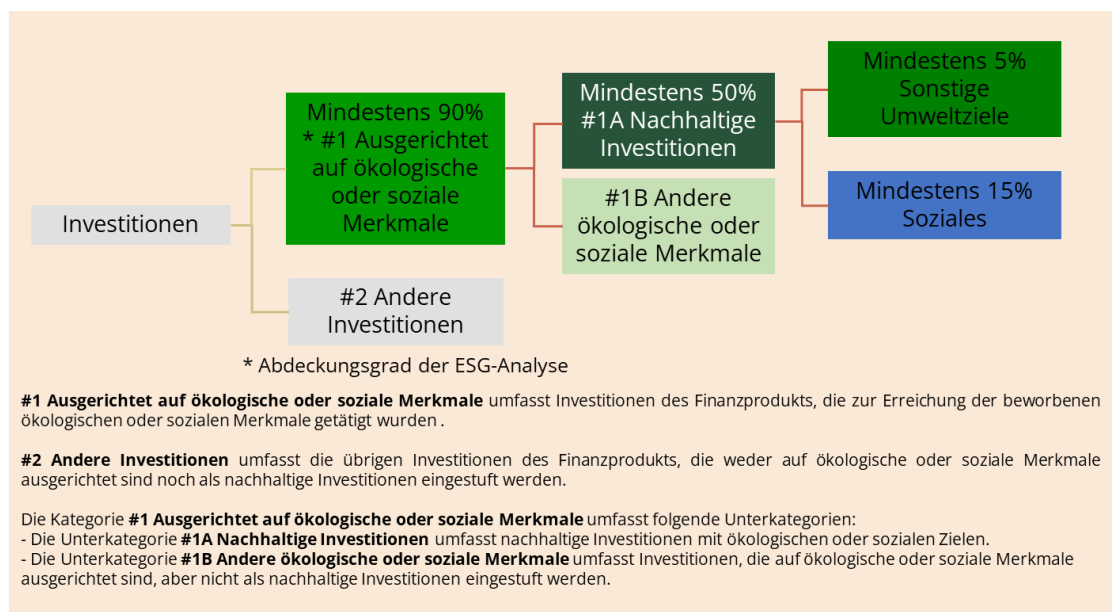 Investitionen
Mindestens 90%
* #1 Ausgerichtet
auf ökologische
oder soziale
Merkmale
#2 Andere
Investitionen
Mindestens 50%
#1A Nachhaltige
Investitionen
#1B Andere
ökologische oder
soziale Merkmale
Mindestens 5%
Sonstige
Umweltziele
Mindestens 15%
Soziales
* Abdeckungsgrad der ESG-Analyse
#1 Ausgerichtet auf ökologische oder soziale Merkmale umfasst Investitionen des Finanzprodukts, die zur Erreichung der beworbenen
ökologischen oder sozialen Merkmale getätigt wurden .
#2 Andere Investitionen umfasst die übrigen Investitionen des Finanzprodukts, die weder auf ökologische oder soziale Merkmale
ausgerichtet sind noch als nachhaltige Investitionen eingestuft werden.
Die Kategorie #1 Ausgerichtet auf ökologische oder soziale Merkmale umfasst folgende Unterkategorien:
- Die Unterkategorie #1A Nachhaltige Investitionen umfasst nachhaltige Investitionen mit ökologischen oder sozialen Zielen.
- Die Unterkategorie #1B Andere ökologische oder soziale Merkmale umfasst Investitionen, die auf ökologische oder soziale Merkmale
ausgerichtet sind, aber nicht als nachhaltige Investitionen eingestuft werden.